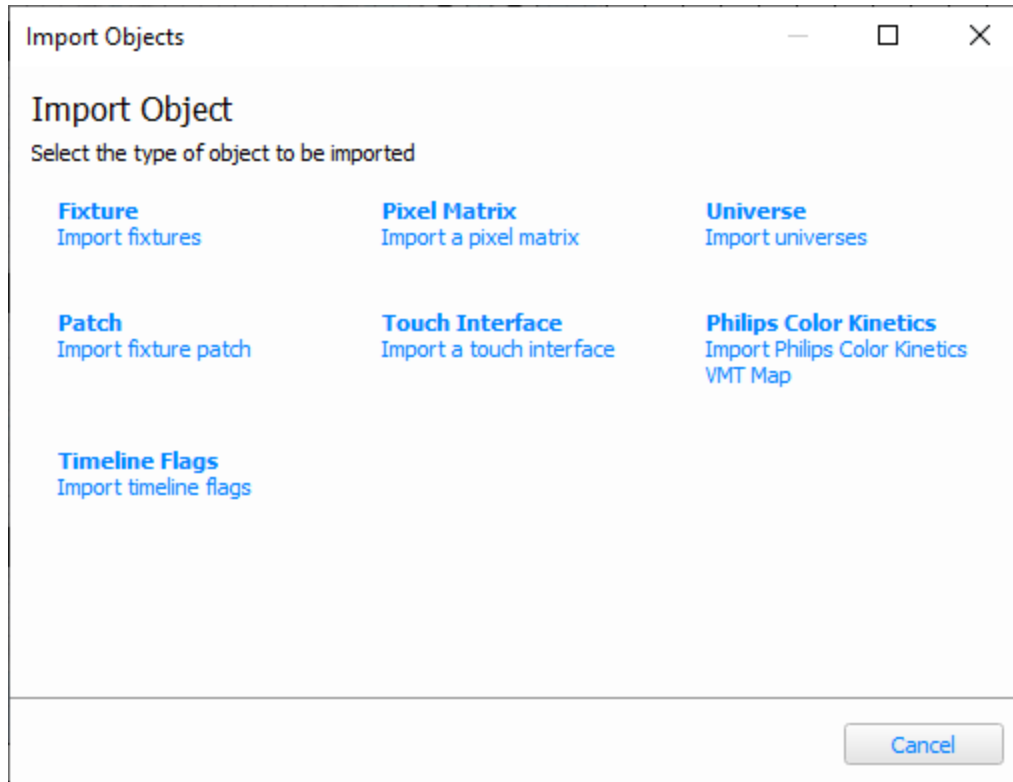 Import Objects
Import Object
Select the type of object to be imported
Fixture
Import fixtures
Pixel Matrix
Import a pixel matrix
Universe
Import universes
Patch
Import fixture patch
Touch Interface
Import a touch interface
Philips Color Kinetics
Import Philips Color Kinetics
VMT Map
Timeline Flags
Import timeline flags
Cancel